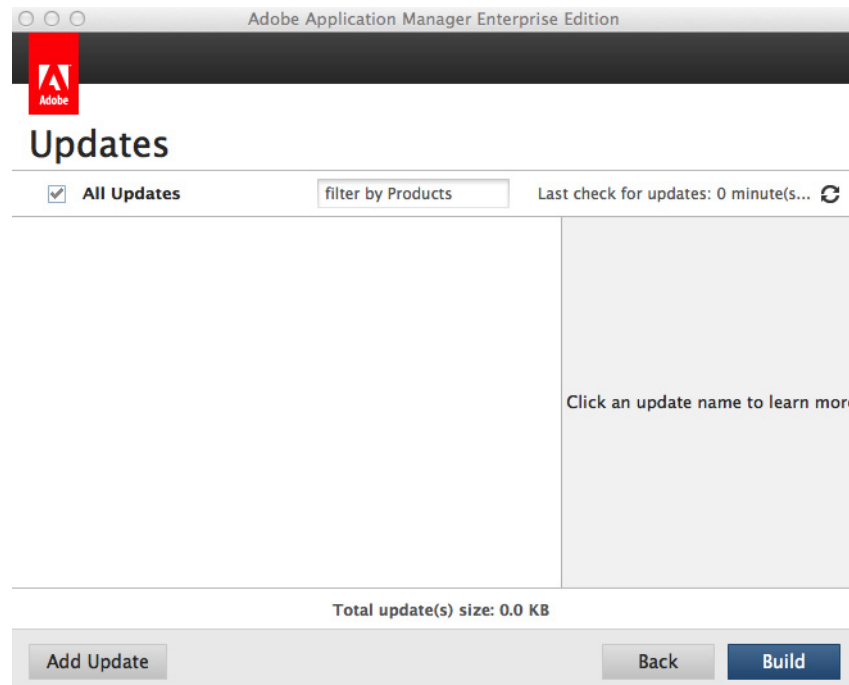 Adobe Application Manager Enterprise Edition
Adobe
Updates
All Updates
filter by Products
Last check for updates: 0 minute(s...
Click an update name to learn mor
Total update(s) size: 0.0 KB
Add Update
Back
Build